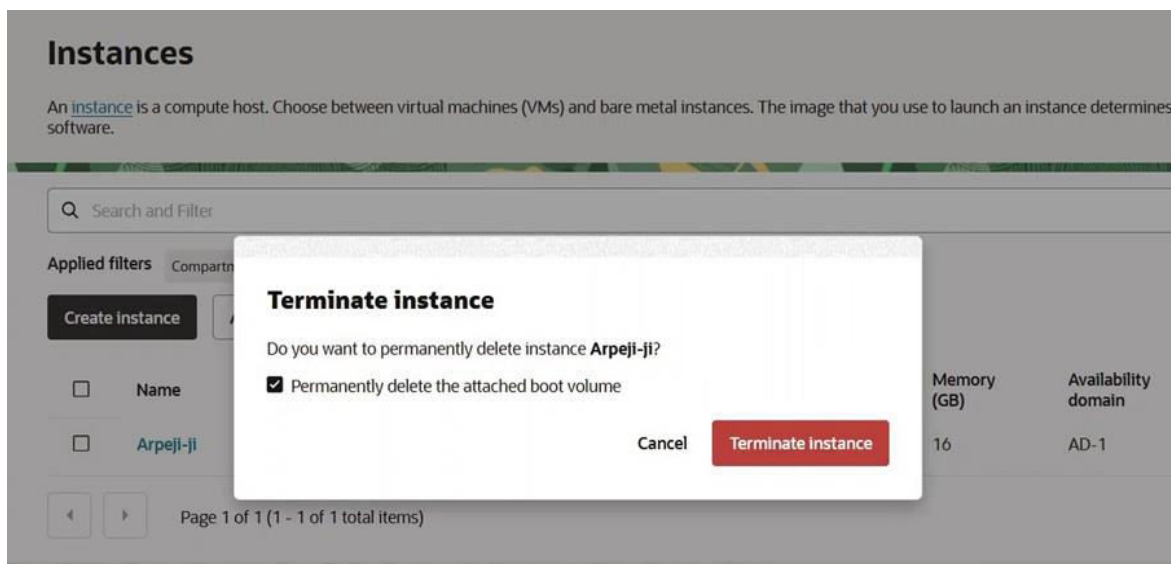 Instances
An instance is a compute host. Choose between virtual machines (VMs) and bare metal instances. The image that you use to launch an instance determines
software.
Search and Filter
Applied filters
Terminate instance
Do you want to permanently delete instance Arpeji-ji?
Permanently delete the attached boot volume
Cancel Terminate instance
Create instance
Name Memory (GB) Availability domain
Arpeji-ji 16 AD-1
Page 1 of 1 (1 - 1 of 1 total items)